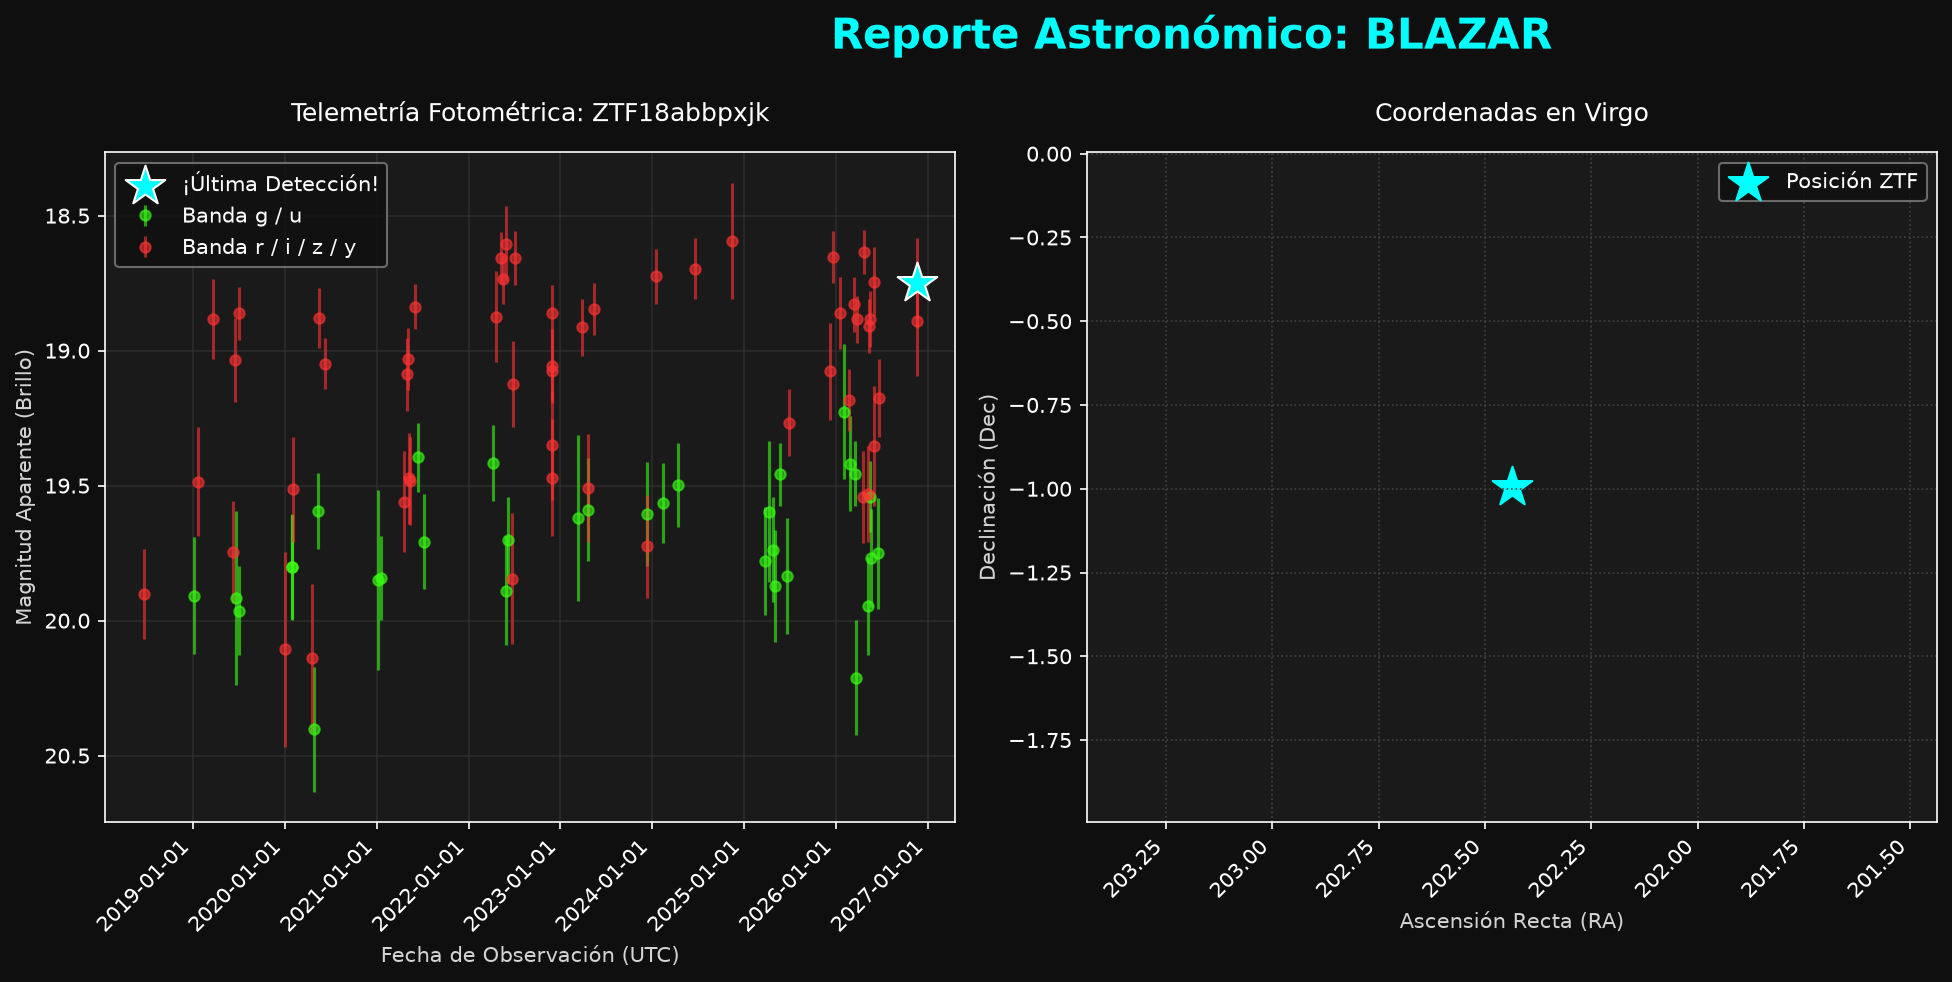 Reporte Astronómico: BLAZAR
Telemetría Fotométrica: ZTF18abbpxjk
¡Última Detección!
Banda g / u
Banda r / i / z / y
Magnitud Aparente (Brillo)
18.5
19.0
19.5
20.0
20.5
2019-01-01
2020-01-01
2021-01-01
2022-01-01
2023-01-01
2024-01-01
2025-01-01
2026-01-01
2027-01-01
Fecha de Observación (UTC)
Coordenadas en Virgo
Posición ZTF
Declinación (Dec)
0.00
−0.25
−0.50
−0.75
−1.00
−1.25
−1.50
−1.75
203.25
203.00
202.75
202.50
202.25
202.00
201.75
201.50
Ascensión Recta (RA)